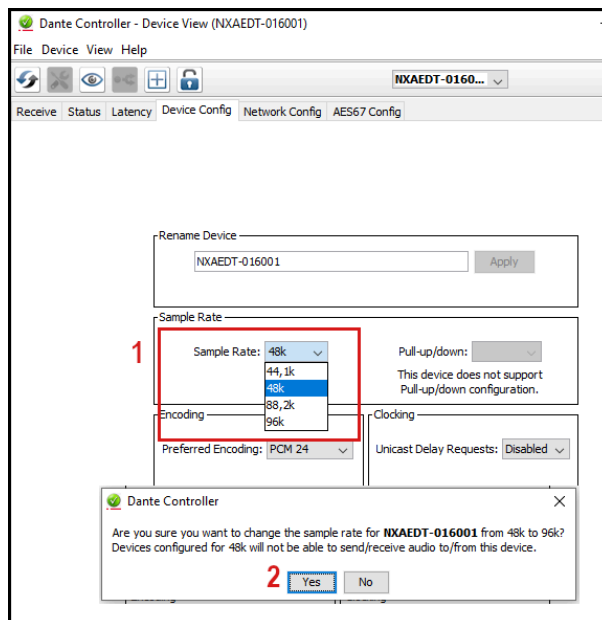 Dante Controller - Device View (NXAEDT-016001)
File Device View Help
NXAEDT-0160...
Receive Status Latency Device Config Network Config AES67 Config
Rename Device
NXAEDT-016001 Apply
Sample Rate
1
Sample Rate: 48k Pull-up/down:
44,1k This device does not support
48k Pull-up/down configuration.
88,2k
96k
Encoding Clocking
Preferred Encoding: PCM 24 Unicast Delay Requests: Disabled
Dante Controller
Are you sure you want to change the sample rate for NXAEDT-016001 from 48k to 96k?
Devices configured for 48k will not be able to send/receive audio to/from this device.
2 Yes No